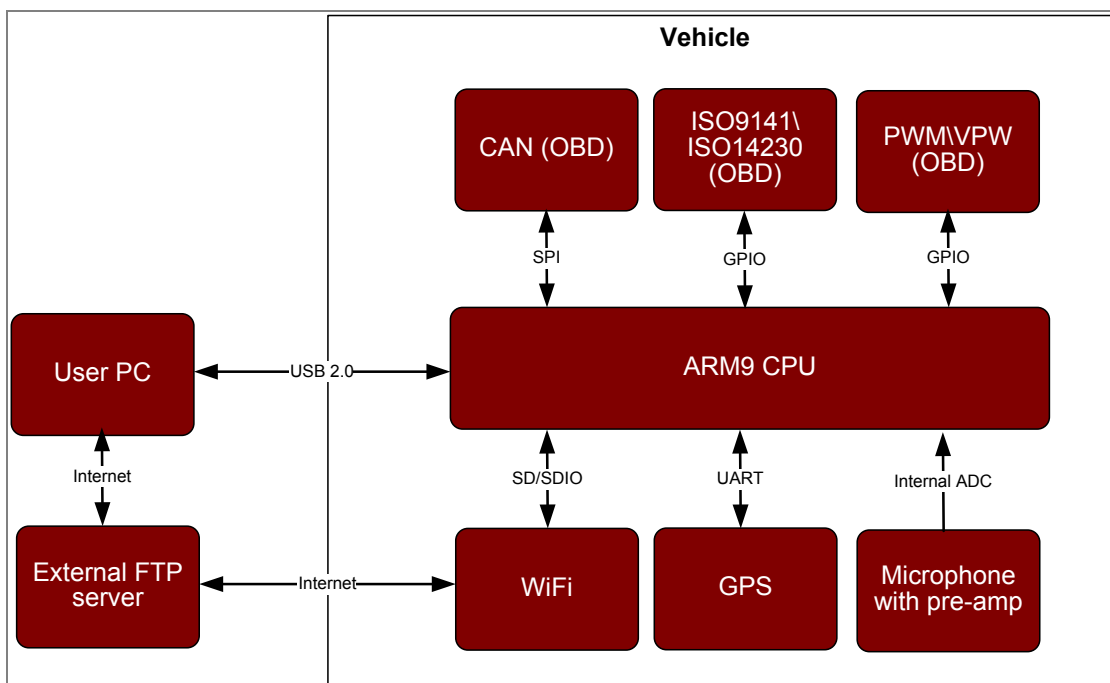 Vehicle
CAN (OBD)
ISO9141\
ISO14230
(OBD)
PWM\VPW
(OBD)
SPI
GPIO
GPIO
User PC
USB 2.0
ARM9 CPU
Internet
SD/SDIO
UART
Internal ADC
External FTP
server
Internet
WiFi
GPS
Microphone
with pre-amp